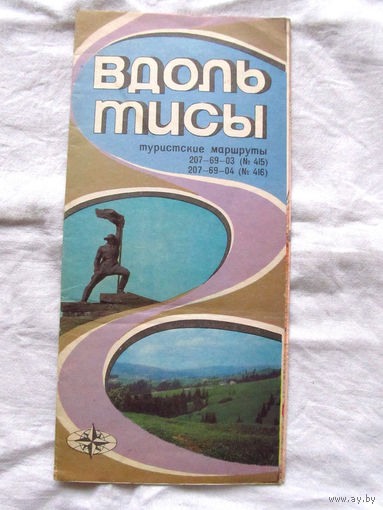 ВДОЛЬ
ТИСЫ
туристские маршруты
207-69-03 (№ 415)
207-69-04 (№ 416)
www.ay.by